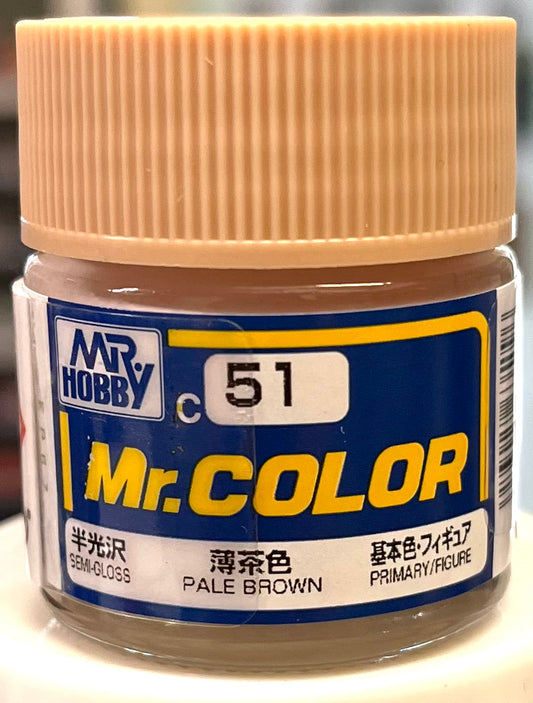 MR.
HOBBY
C 51
Mr.COLOR
半光沢
SEMI-GLOSS
薄茶色
PALE BROWN
基本色・フィギュア
PRIMARY/FIGURE